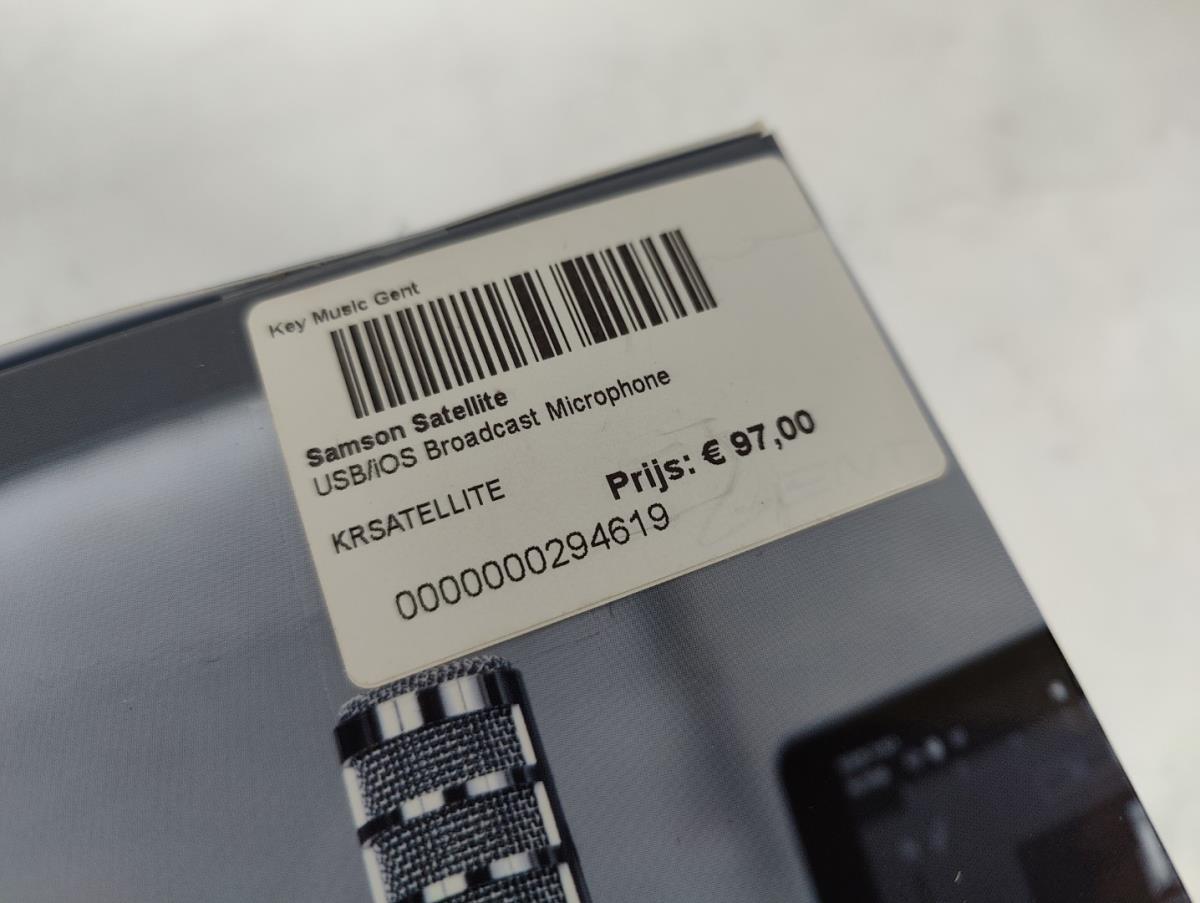 Key Music Gent
Samson Satellite
USB/iOS Broadcast Microphone
KRSATELLITE
Prijs: € 97,00
0000000294619